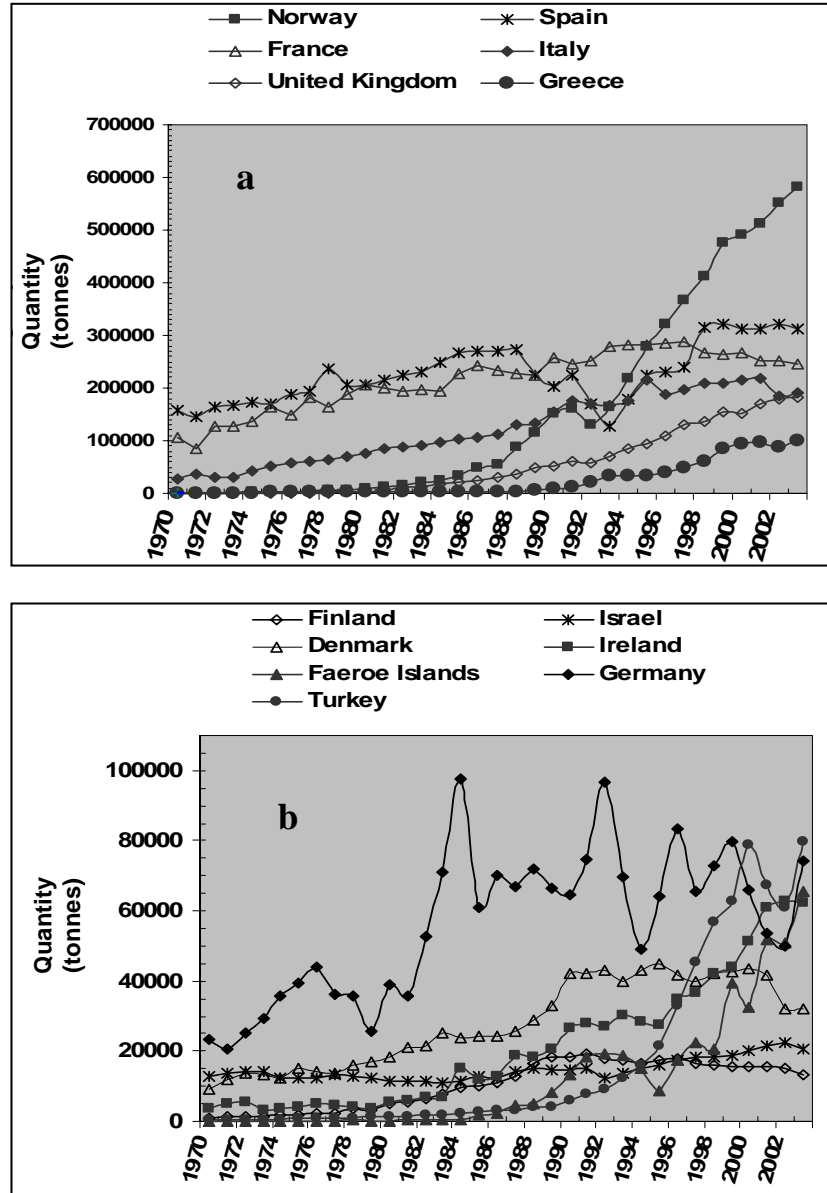 Norway Spain
France Italy
United Kingdom Greece
700000
600000
500000
400000
300000
200000
100000
0
a
Quantity
(tonnes)
1970 1972 1974 1976 1978 1980 1982 1984 1986 1988 1990 1992 1994 1996 1998 2000 2002
Finland Israel
Denmark Ireland
Faeroe Islands Germany
Turkey
100000
80000
60000
40000
20000
0
b
Quantity
(tonnes)
1970 1972 1974 1976 1978 1980 1982 1984 1986 1988 1990 1992 1994 1996 1998 2000 2002